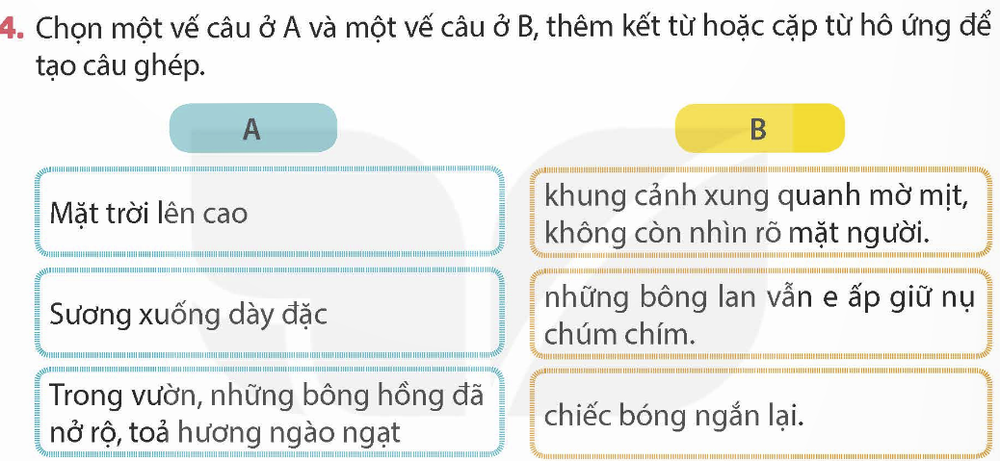 4. Chọn một vế câu ở A và một vế câu ở B, thêm kết từ hoặc cặp từ hô ứng để
tạo câu ghép.
A
B
Mặt trời lên cao
khung cảnh xung quanh mờ mịt,
không còn nhìn rõ mặt người.
Sương xuống dày đặc
những bông lan vẫn e ấp giữ nụ
chúm chím.
Trong vườn, những bông hồng đã
nở rộ, toả hương ngào ngạt
chiếc bóng ngắn lại.